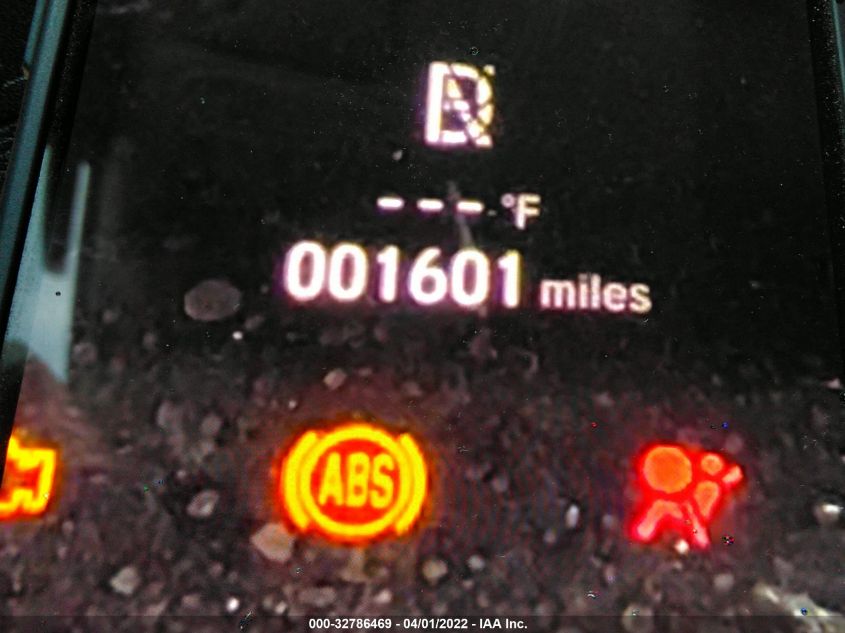 --- °F
001601 miles
ABS
000-32786469 - 04/01/2022 - IAA Inc.